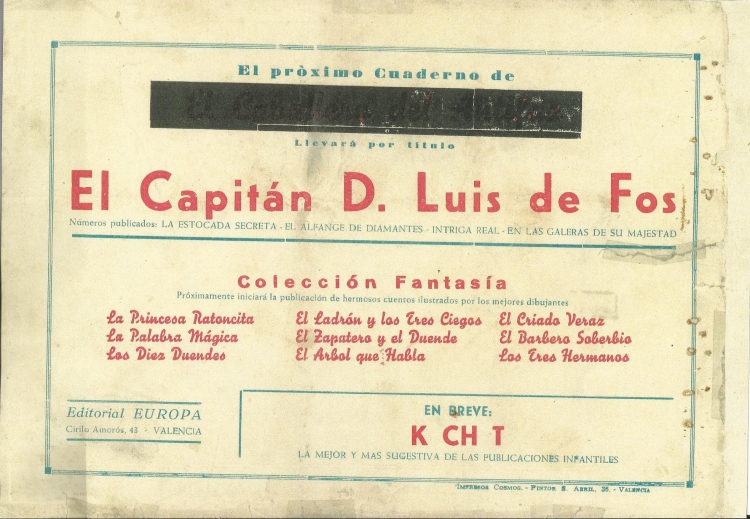 El pròximo Cuaderno de
Llevará por título
El Capitán D. Luis de Fos
Números publicados: LA ESTOCADA SECRETA - EL ALFANGE DE DIAMANTES - INTRIGA REAL - EN LAS GALERAS DE SU MAJESTAD
Colección Fantasía
Próximamente iniciará la publicación de hermosos cuentos ilustrados por los mejores dibujantes
La Princesa Ratoncita El Ladrón y los Tres Ciegos El Criado Veraz
La Palabra Mágica El Zapatero y el Duende El Barbero Soberbio
Los Diez Duendes El Arbol que Habla Los Tres Hermanos
Editorial EUROPA
Cirilo Amorós, 43 - VALENCIA
EN BREVE:
K CH T
LA MEJOR Y MAS SUGESTIVA DE LAS PUBLICACIONES INFANTILES
IMPRESOS COSMOS. - PINTOR S. ABRIL, 26. - VALENCIA